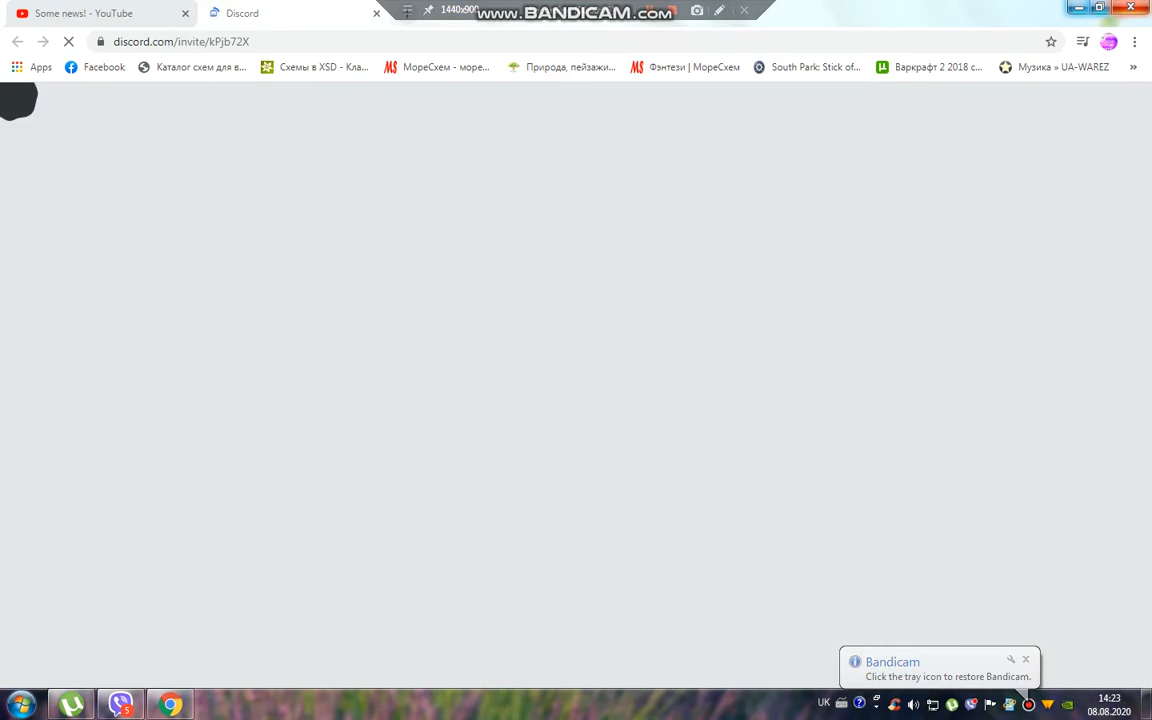 Some news! - YouTube
Discord
1440x900
www.BANDICAM.com
discord.com/invite/kPjb72X
Apps
Facebook
Каталог схем для в...
Схемы в XSD - Кла...
МореСхем - море...
Природа, пейзажи...
Фэнтези | МореСхем
South Park: Stick of...
Варкрафт 2 2018 с...
Музика » UA-WAREZ
»
Bandicam
Click the tray icon to restore Bandicam.
5
UK
14:23
08.08.2020